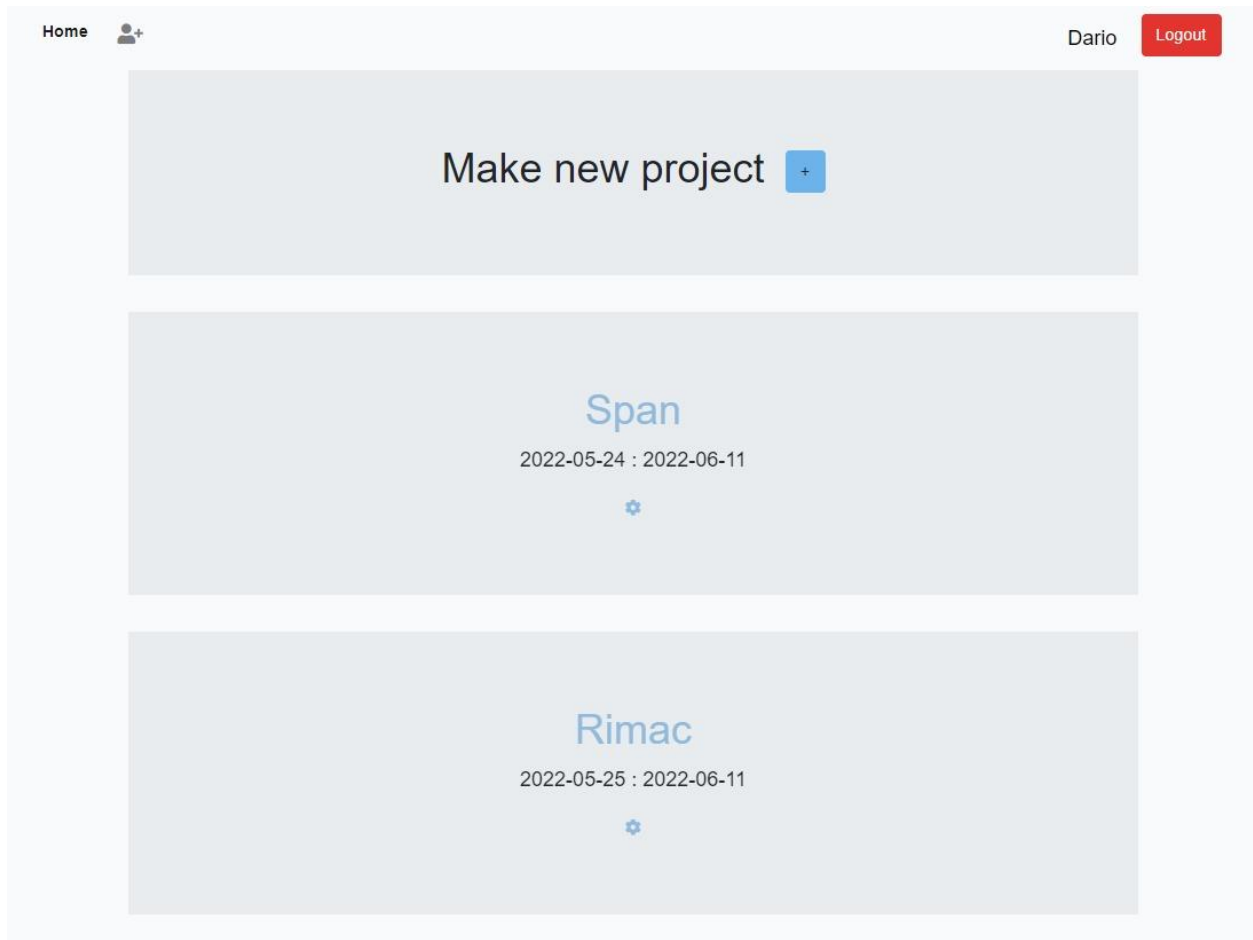 Home
Dario
Logout
Make new project +
Span
2022-05-24 : 2022-06-11
Rimac
2022-05-25 : 2022-06-11